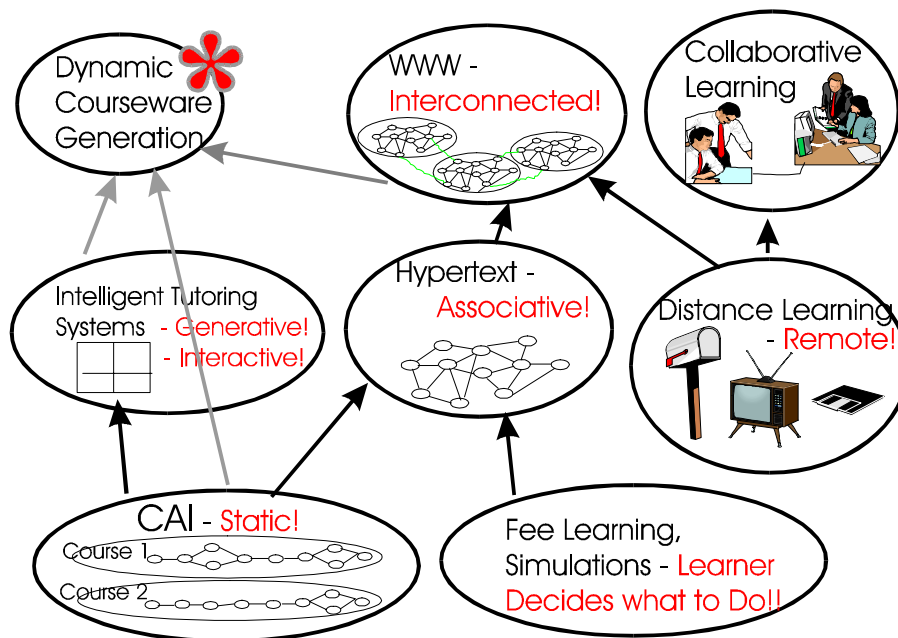 Dynamic
Courseware
Generation
WWW -
Interconnected!
Collaborative
Learning
Intelligent Tutoring
Systems - Generative!
- Interactive!
Hypertext -
Associative!
Distance Learning
- Remote!
CAI - Static!
Course 1
Course 2
Fee Learning,
Simulations - Learner
Decides what to Do!!